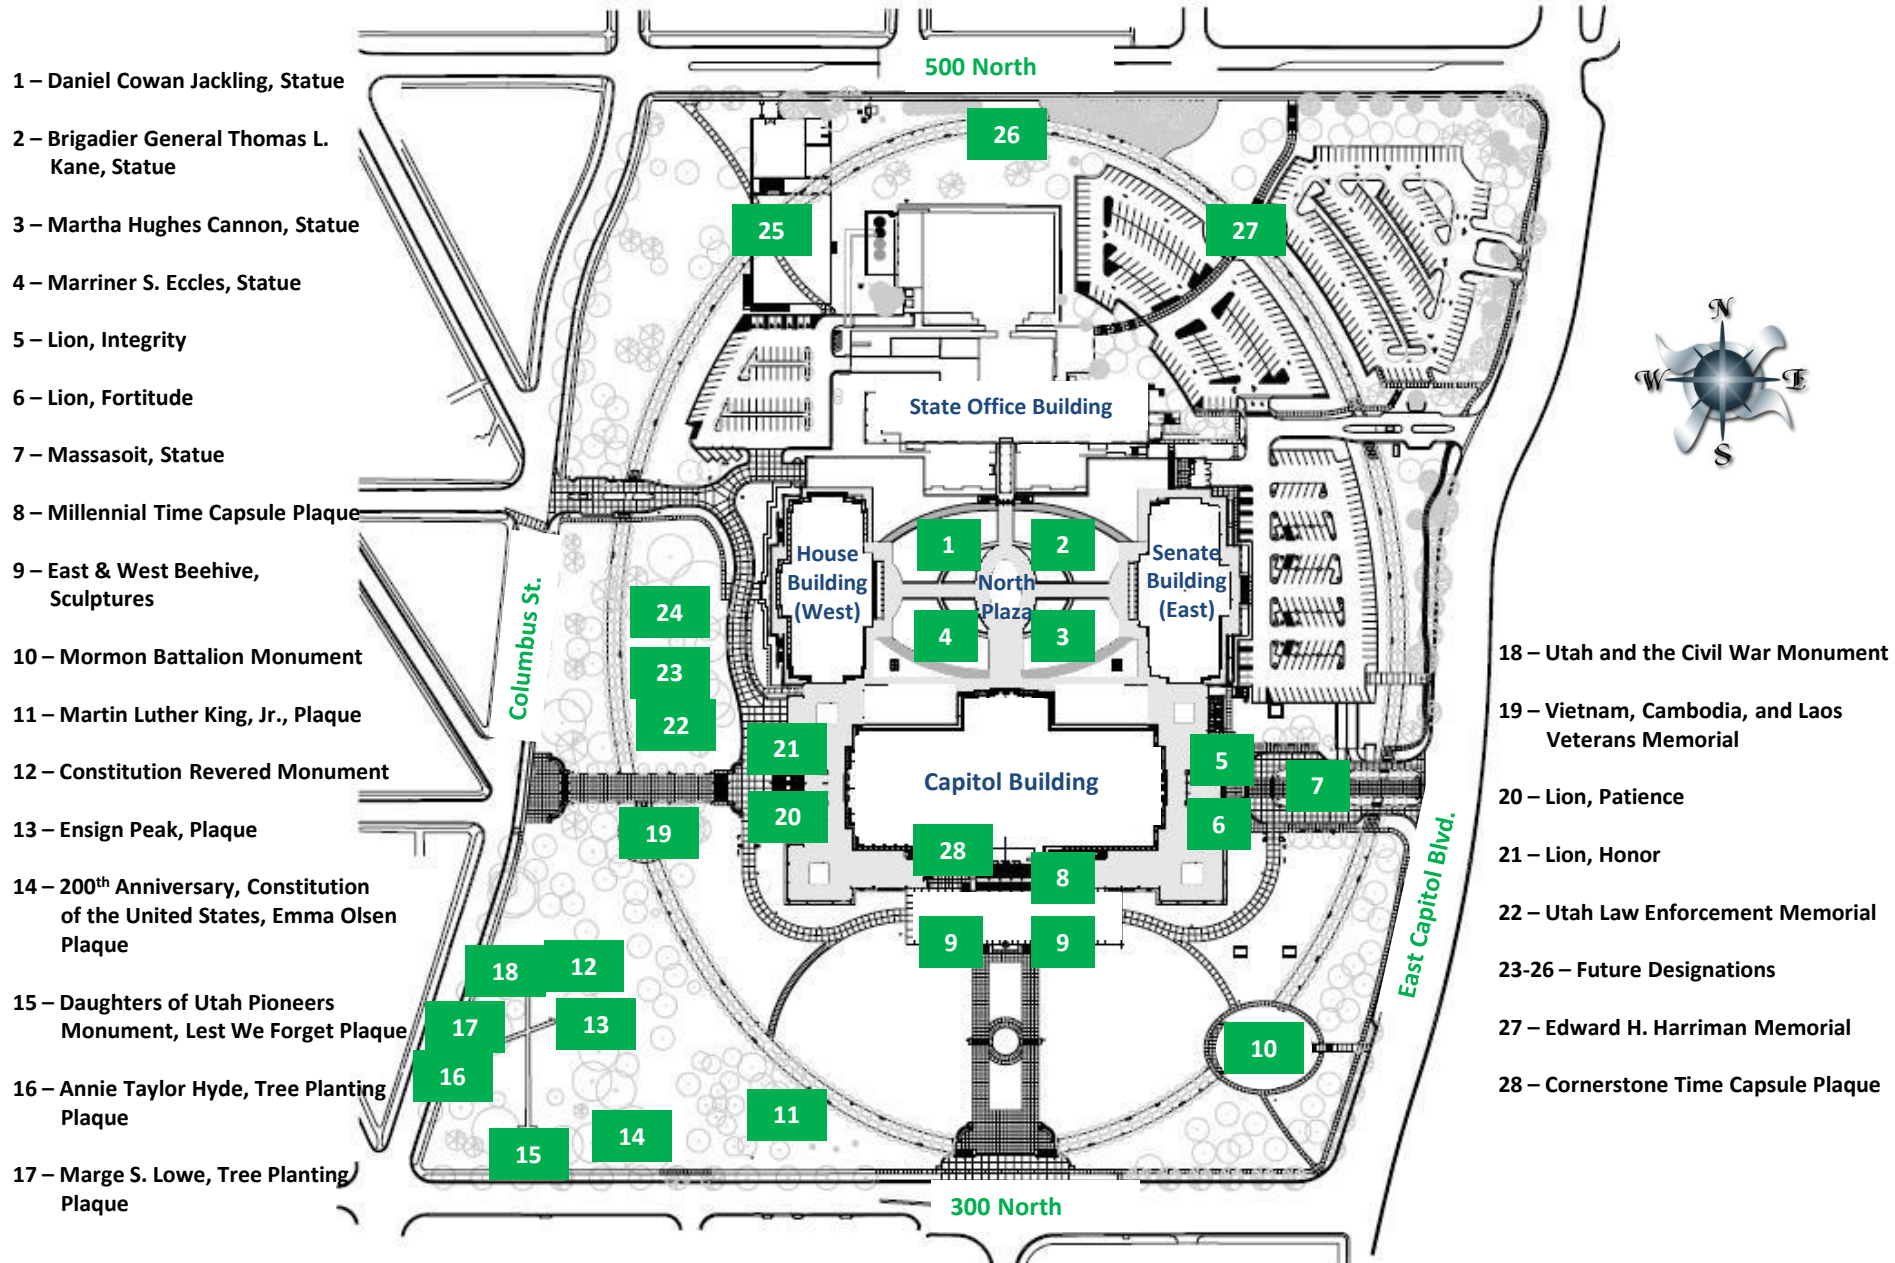 1 – Daniel Cowan Jackling, Statue
2 – Brigadier General Thomas L.
Kane, Statue
3 – Martha Hughes Cannon, Statue
4 – Marriner S. Eccles, Statue
5 – Lion, Integrity
6 – Lion, Fortitude
7 – Massasoit, Statue
8 – Millennial Time Capsule Plaque
9 – East & West Beehive,
Sculptures
10 – Mormon Battalion Monument
11 – Martin Luther King, Jr., Plaque
12 – Constitution Revered Monument
13 – Ensign Peak, Plaque
14 – 200th Anniversary, Constitution
of the United States, Emma Olsen
Plaque
15 – Daughters of Utah Pioneers
Monument, Lest We Forget Plaque
16 – Annie Taylor Hyde, Tree Planting
Plaque
17 – Marge S. Lowe, Tree Planting
Plaque
500 North
26
25
27
State Office Building
1
2
House
Building
(West)
North
Plaza
Senate
Building
(East)
4
3
24
23
22
Columbus St.
21
20
19
Capitol Building
5
6
7
28
8
9
9
East Capitol Blvd.
18
12
17
13
16
15
14
11
10
300 North
N
W
E
S
18 – Utah and the Civil War Monument
19 – Vietnam, Cambodia, and Laos
Veterans Memorial
20 – Lion, Patience
21 – Lion, Honor
22 – Utah Law Enforcement Memorial
23-26 – Future Designations
27 – Edward H. Harriman Memorial
28 – Cornerstone Time Capsule Plaque